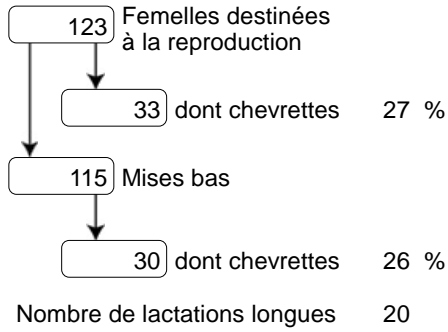 123 Femelles destinées
à la reproduction
33 dont chevrettes 27 %
115 Mises bas
30 dont chevrettes 26 %
Nombre de lactations longues 20